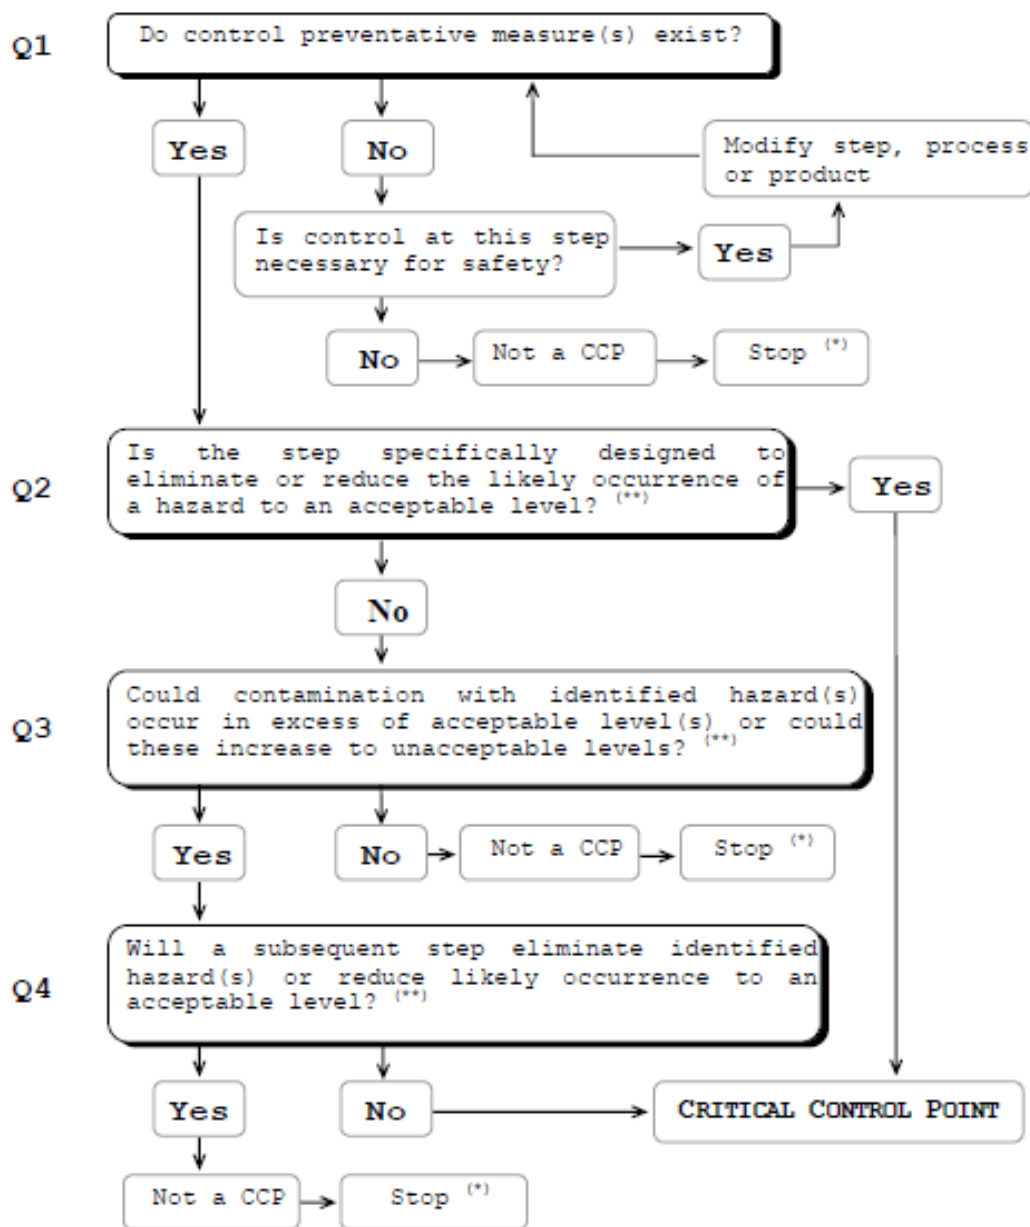 Q1
Do control preventative measure(s) exist?
Yes
No
Modify step, process
or product
Is control at this step
necessary for safety?
Yes
No
Not a CCP
Stop (*)
Q2
Is the step specifically designed to
eliminate or reduce the likely occurrence of
a hazard to an acceptable level? (**)
Yes
No
Q3
Could contamination with identified hazard(s)
occur in excess of acceptable level(s) or could
these increase to unacceptable levels? (**)
Yes
No
Not a CCP
Stop (*)
Q4
Will a subsequent step eliminate identified
hazard(s) or reduce likely occurrence to an
acceptable level? (**)
Yes
No
CRITICAL CONTROL POINT
Not a CCP
Stop (*)